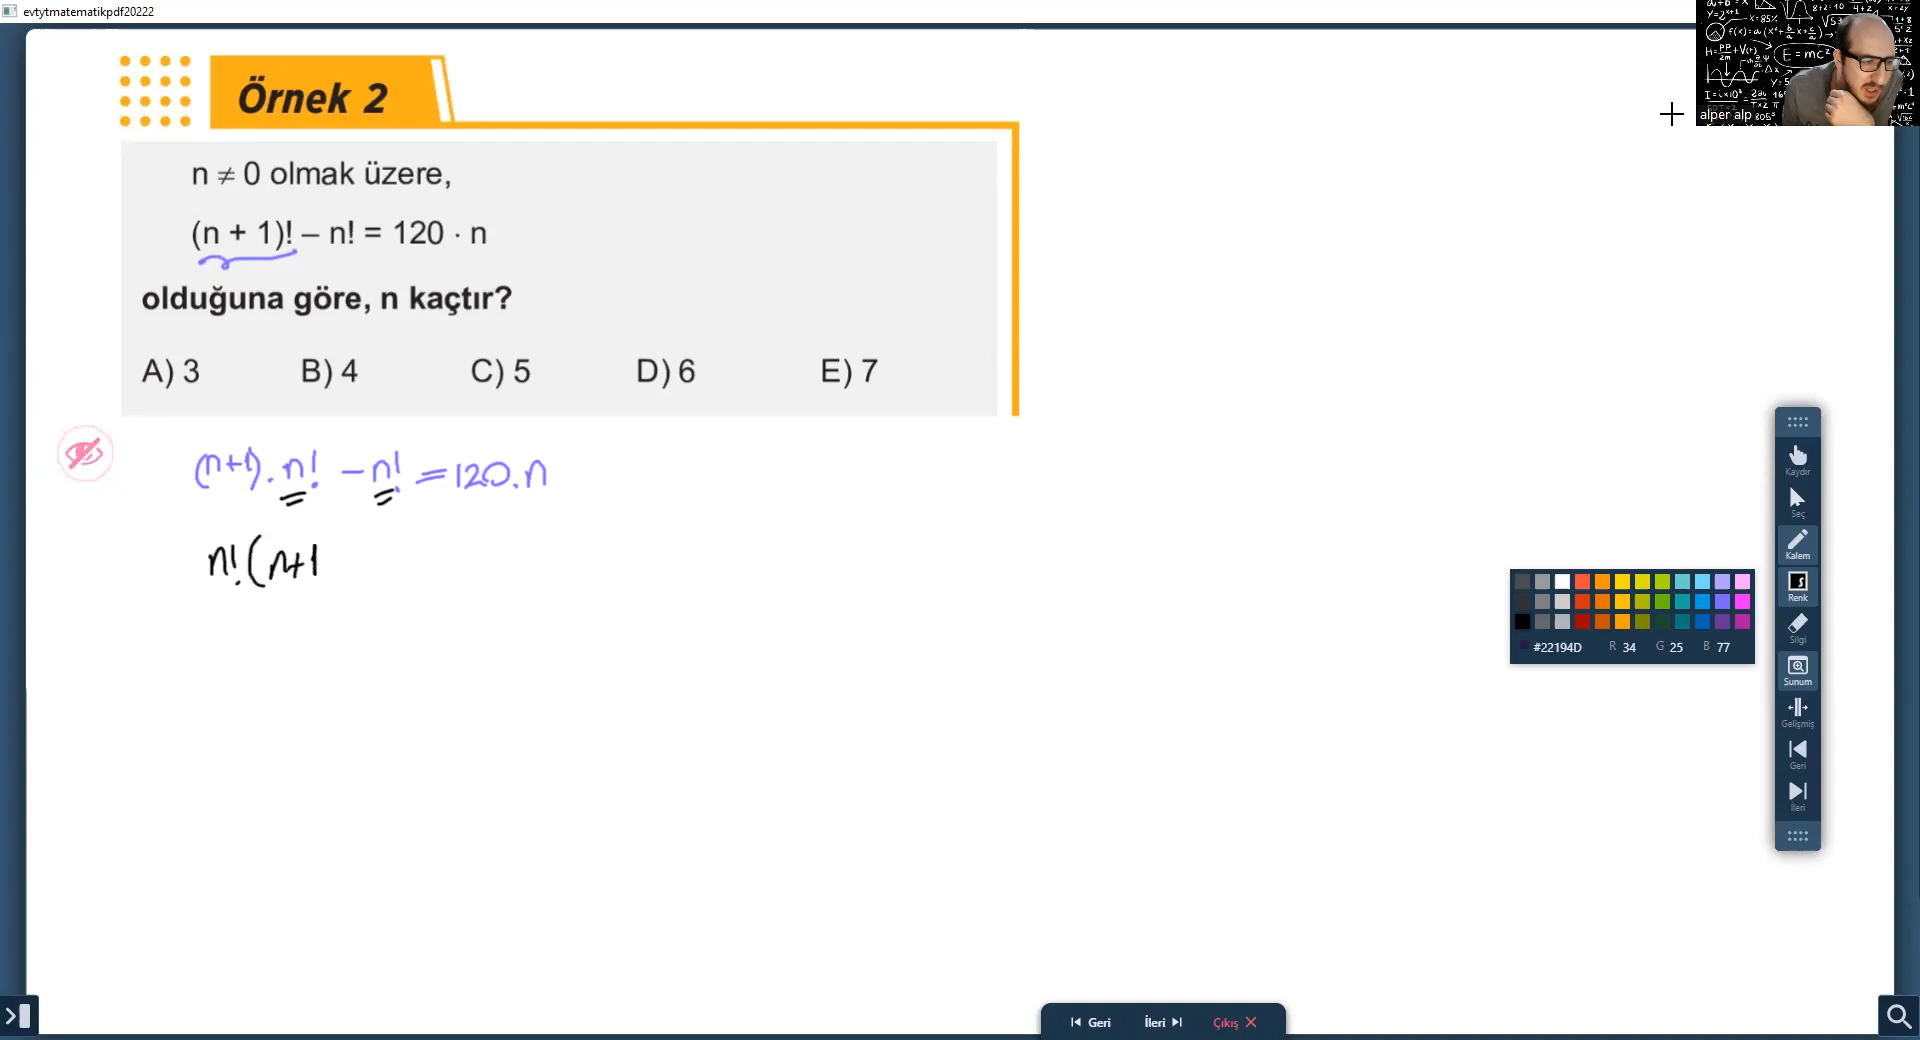 evtytmatematikpdf20222
Örnek 2
n ≠ 0 olmak üzere,
(n + 1)! – n! = 120 · n
olduğuna göre, n kaçtır?
A) 3 B) 4 C) 5 D) 6 E) 7
(n+1).n! -n! =120.n
n!(n+1
E = mc²
alper alp
Kaydır
Seç
Kalem
Renk
Silgi
Sunum
Gelişmiş
Geri
İleri
#22194D R 34 G 25 B 77
Geri İleri Çıkış